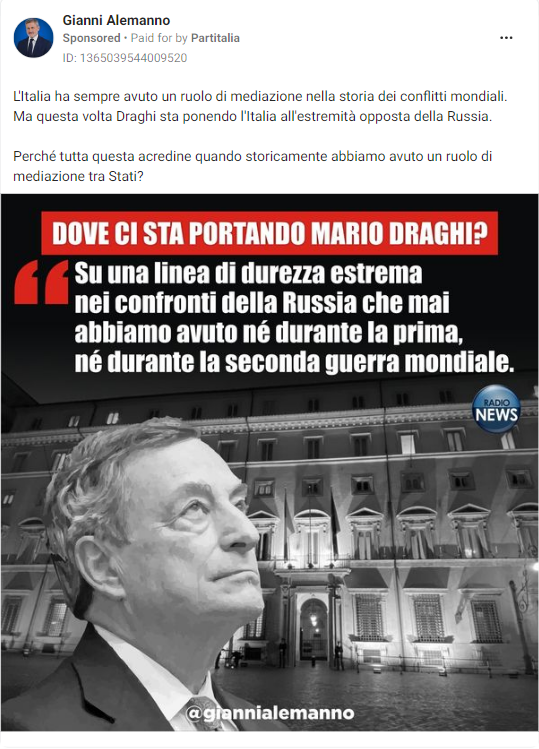 Gianni Alemanno
Sponsored • Paid for by Partitalia
ID: 1365039544009520
L'Italia ha sempre avuto un ruolo di mediazione nella storia dei conflitti mondiali.
Ma questa volta Draghi sta ponendo l'Italia all'estremità opposta della Russia.
Perché tutta questa acredine quando storicamente abbiamo avuto un ruolo di
mediazione tra Stati?
DOVE CI STA PORTANDO MARIO DRAGHI?
“ Su una linea di durezza estrema
nei confronti della Russia che mai
abbiamo avuto né durante la prima,
né durante la seconda guerra mondiale.
RADIO
NEWS
@giannialemanno